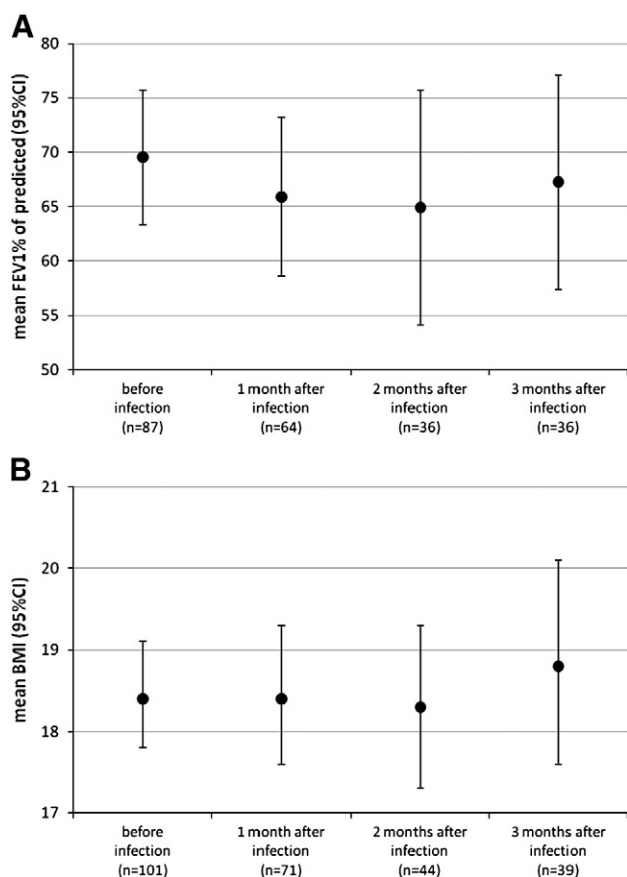 A
mean FEV1% of predicted (95%CI)
80
75
70
65
60
55
50
before infection (n=87)
1 month after infection (n=64)
2 months after infection (n=36)
3 months after infection (n=36)
B
mean BMI (95%CI)
21
20
19
18
17
before infection (n=101)
1 month after infection (n=71)
2 months after infection (n=44)
3 months after infection (n=39)